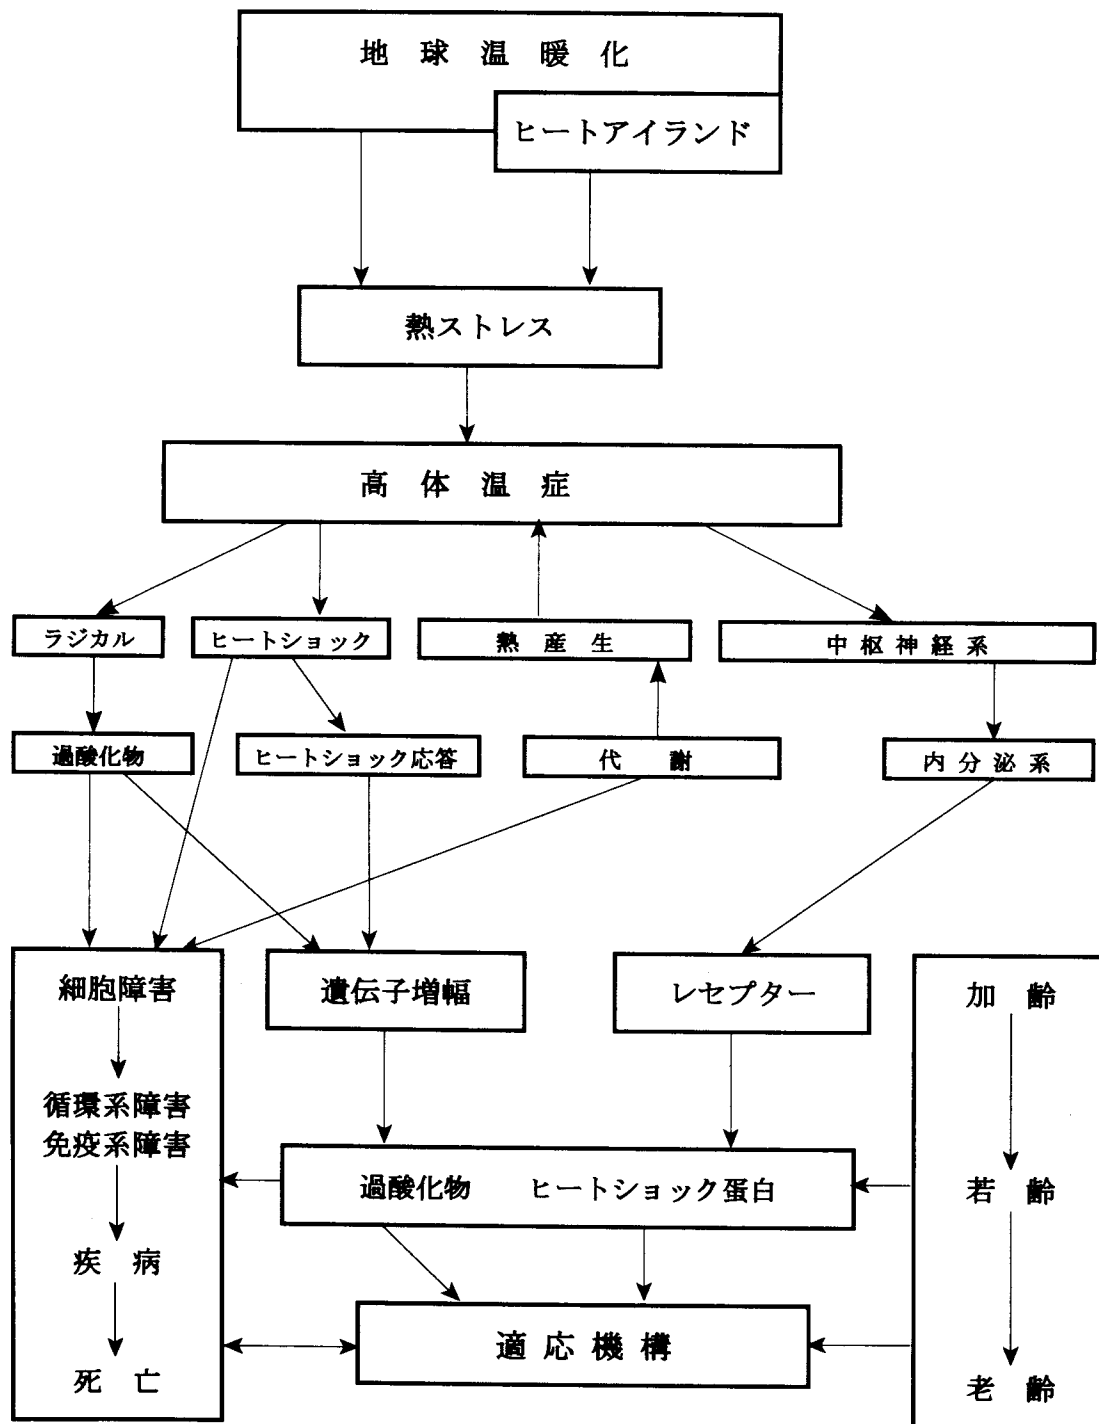 地球温暖化
ヒートアイランド
熱ストレス
高体温症
ラジカル
ヒートショック
熱産生
中枢神経系
過酸化物
ヒートショック応答
代謝
内分泌系
細胞障害
循環系障害
免疫系障害
疾病
死亡
遺伝子増幅
レセプター
過酸化物 ヒートショック蛋白
適応機構
加齢
若齢
老齢